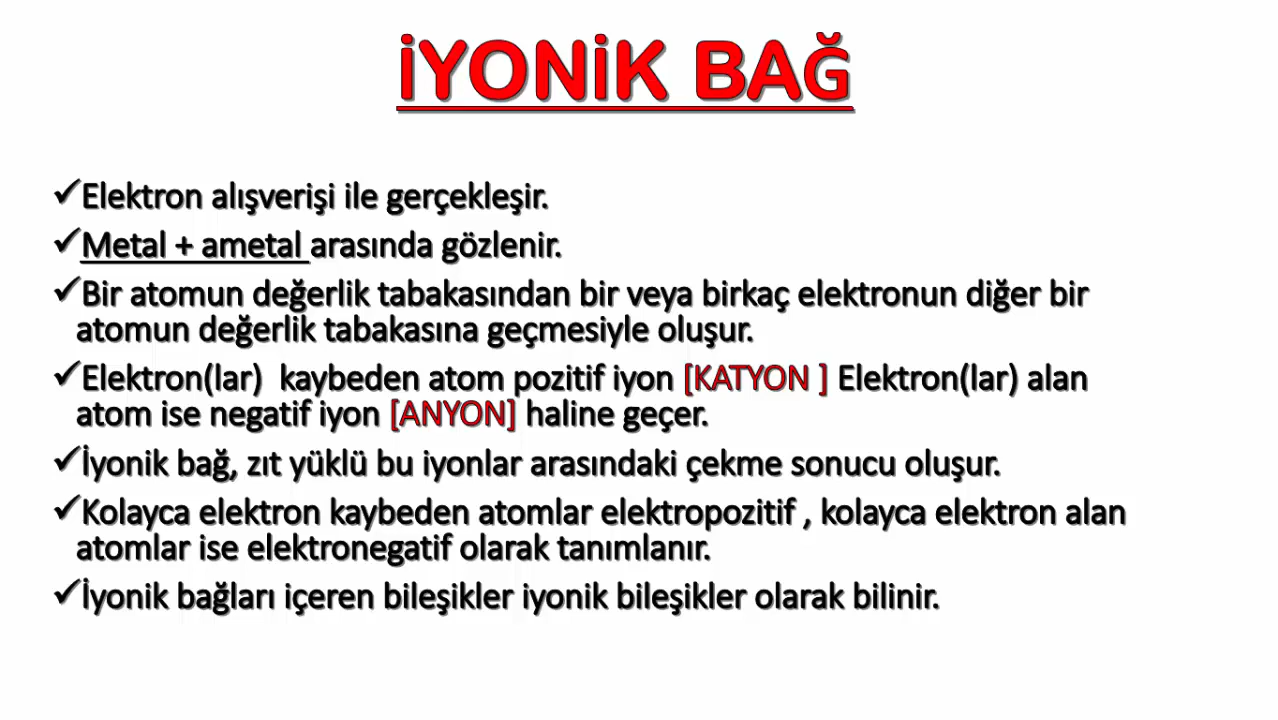 İYONİK BAĞ
✓Elektron alışverişi ile gerçekleşir.
✓Metal + ametal arasında gözlenir.
✓Bir atomun değerlik tabakasından bir veya birkaç elektronun diğer bir
atomun değerlik tabakasına geçmesiyle oluşur.
✓Elektron(lar)  kaybeden atom pozitif iyon [KATYON ] Elektron(lar) alan
atom ise negatif iyon [ANYON] haline geçer.
✓İyonik bağ, zıt yüklü bu iyonlar arasındaki çekme sonucu oluşur.
✓Kolayca elektron kaybeden atomlar elektropozitif , kolayca elektron alan
atomlar ise elektronegatif olarak tanımlanır.
✓İyonik bağları içeren bileşikler iyonik bileşikler olarak bilinir.